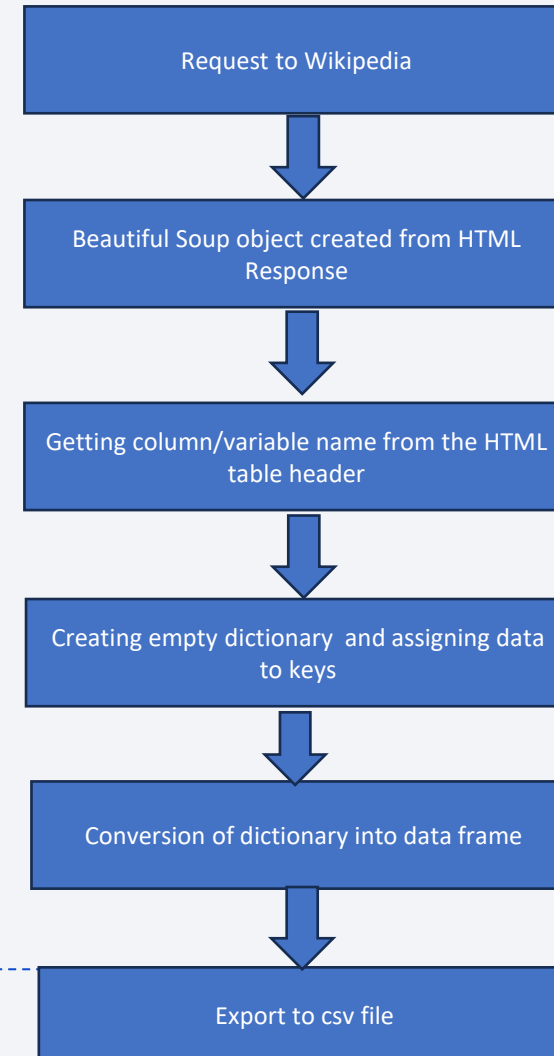 Request to Wikipedia
Beautiful Soup object created from HTML
Response
Getting column/variable name from the HTML
table header
Creating empty dictionary  and assigning data
to keys
Conversion of dictionary into data frame
Export to csv file